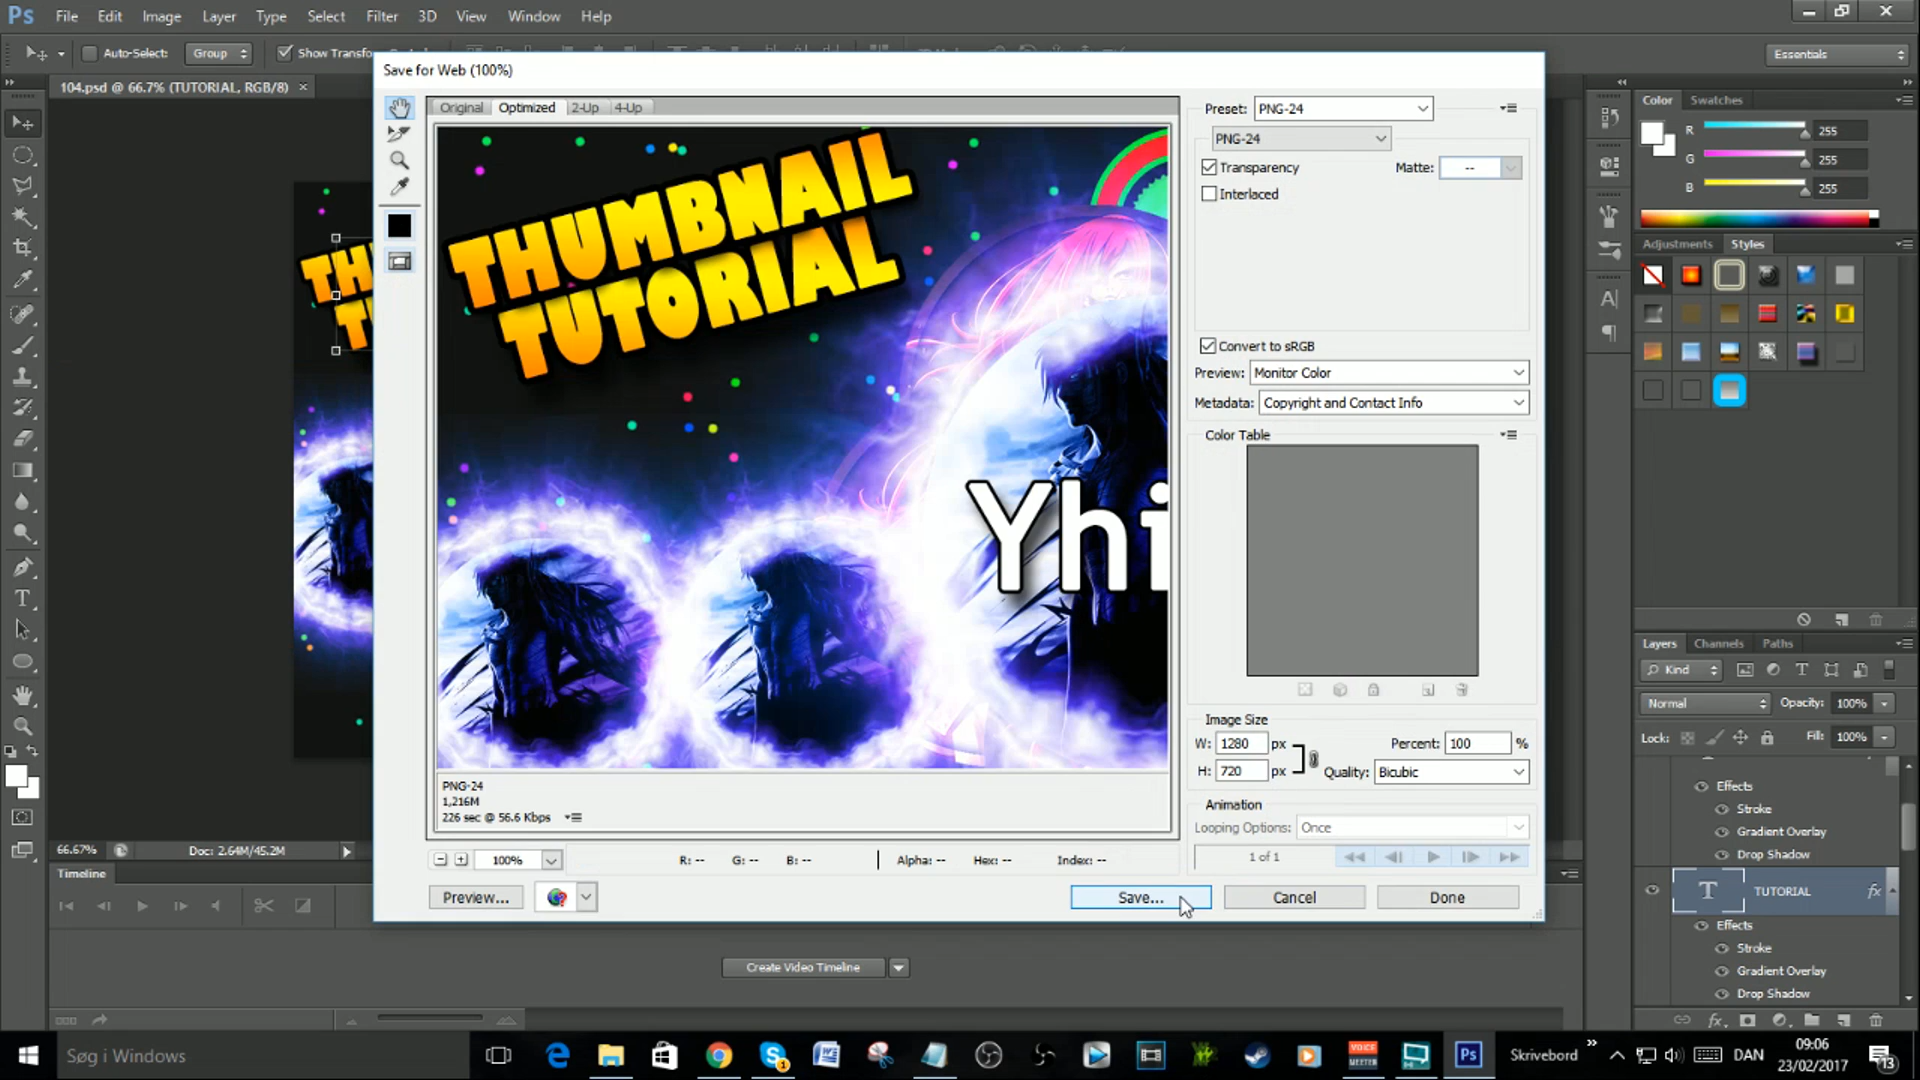 Ps File Edit Image Layer Type Select Filter 3D View Window Help
Auto-Select: Group Show Transf
Essentials
104.psd @ 66.7% (TUTORIAL, RGB/8) ×
Save for Web (100%)
Original Optimized 2-Up 4-Up
THUMBNAIL
TUTORIAL
Yhi
PNG-24
1,216M
226 sec @ 56.6 Kbps
100%
R: -- G: -- B: -- Alpha: -- Hex: -- Index: --
Preview...
Save... Cancel Done
Preset: PNG-24
PNG-24
Transparency Matte: --
Interlaced
Convert to sRGB
Preview: Monitor Color
Metadata: Copyright and Contact Info
Color Table
Image Size
W: 1280 px Percent: 100 %
H: 720 px Quality: Bicubic
Animation
Looping Options: Once
1 of 1
Color Swatches
R 255
G 255
B 255
Adjustments Styles
Layers Channels Paths
Kind
Normal Opacity: 100%
Lock: Fill: 100%
Effects
Stroke
Gradient Overlay
Drop Shadow
T TUTORIAL fx
Effects
Stroke
Gradient Overlay
Drop Shadow
66.67% Doc: 2.64M/45.2M
Timeline
Create Video Timeline
Søg i Windows
VOICE
MEETER
Ps
Skrivebord
DAN
09:06
23/02/2017
13